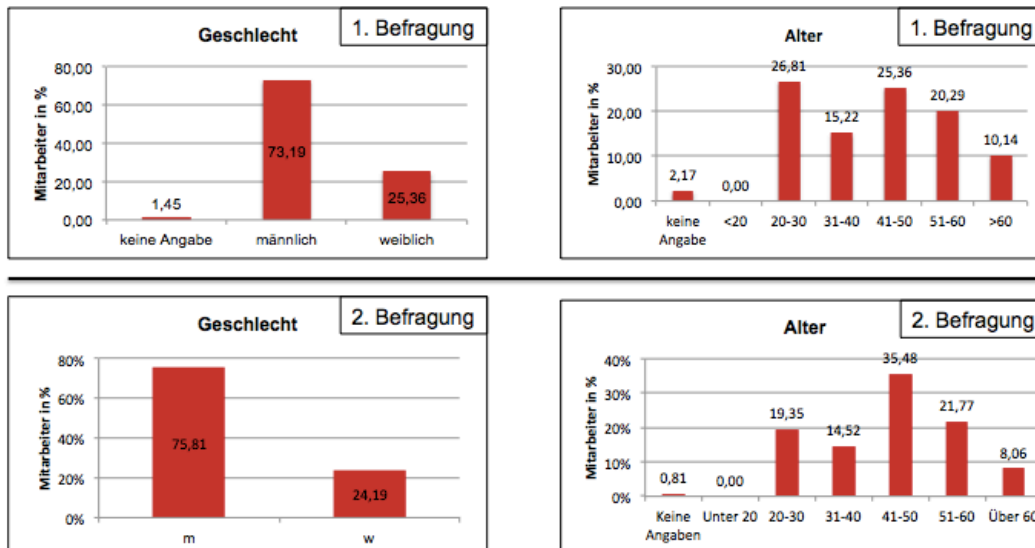 Geschlecht
1. Befragung
Mitarbeiter in %
80,00
60,00
40,00
20,00
0,00
1,45
73,19
25,36
keine Angabe
männlich
weiblich
Alter
1. Befragung
Mitarbeiter in %
30,00
20,00
10,00
0,00
2,17
0,00
26,81
15,22
25,36
20,29
10,14
keine
Angabe
<20
20-30
31-40
41-50
51-60
>60
Geschlecht
2. Befragung
Mitarbeiter in %
80%
60%
40%
20%
0%
75,81
24,19
m
w
Alter
2. Befragung
Mitarbeiter in %
40%
30%
20%
10%
0%
0,81
0,00
19,35
14,52
35,48
21,77
8,06
Keine
Angaben
Unter 20
20-30
31-40
41-50
51-60
Über 60